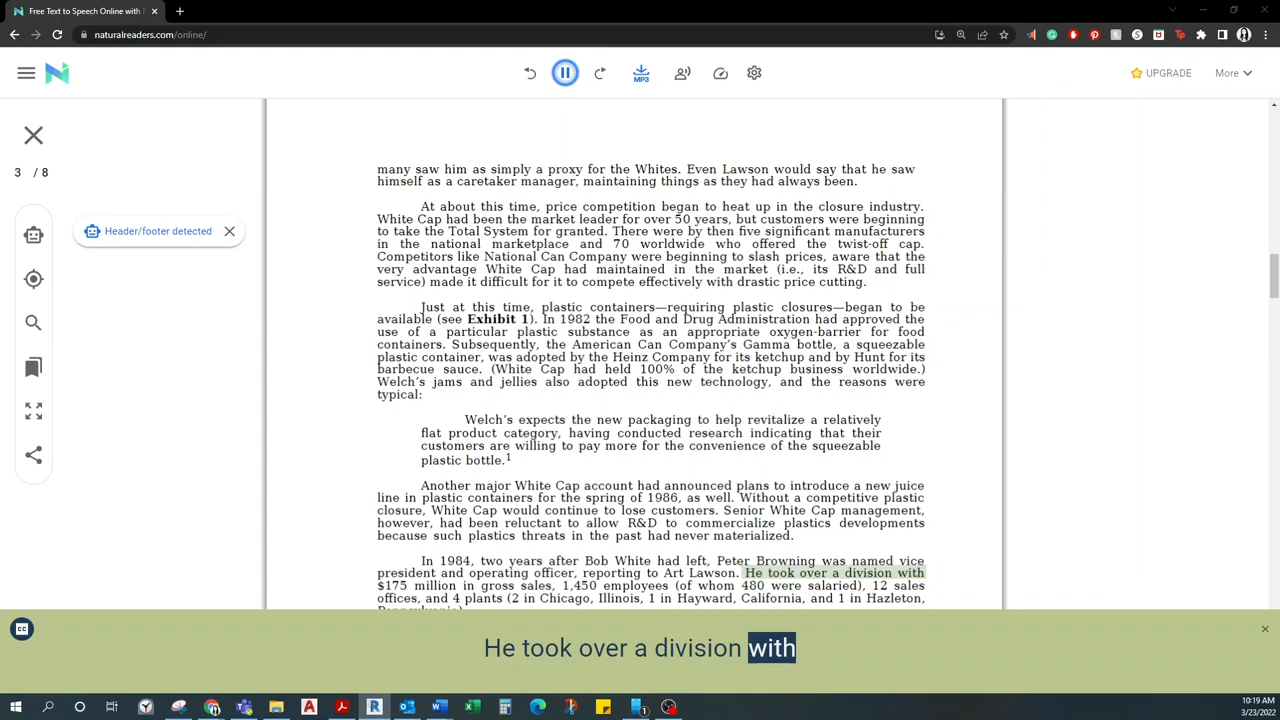 Free Text to Speech Online with
naturalreaders.com/online/
MP3
UPGRADE
More
3 / 8
Header/footer detected
many saw him as simply a proxy for the Whites. Even Lawson would say that he saw
himself as a caretaker manager, maintaining things as they had always been.
At about this time, price competition began to heat up in the closure industry.
White Cap had been the market leader for over 50 years, but customers were beginning
to take the Total System for granted. There were by then five significant manufacturers
in the national marketplace and 70 worldwide who offered the twist-off cap.
Competitors like National Can Company were beginning to slash prices, aware that the
very advantage White Cap had maintained in the market (i.e., its R&D and full
service) made it difficult for it to compete effectively with drastic price cutting.
Just at this time, plastic containers—requiring plastic closures—began to be
available (see Exhibit 1). In 1982 the Food and Drug Administration had approved the
use of a particular plastic substance as an appropriate oxygen-barrier for food
containers. Subsequently, the American Can Company's Gamma bottle, a squeezable
plastic container, was adopted by the Heinz Company for its ketchup and by Hunt for its
barbecue sauce. (White Cap had held 100% of the ketchup business worldwide.)
Welch's jams and jellies also adopted this new technology, and the reasons were
typical:
Welch's expects the new packaging to help revitalize a relatively
flat product category, having conducted research indicating that their
customers are willing to pay more for the convenience of the squeezable
plastic bottle.1
Another major White Cap account had announced plans to introduce a new juice
line in plastic containers for the spring of 1986, as well. Without a competitive plastic
closure, White Cap would continue to lose customers. Senior White Cap management,
however, had been reluctant to allow R&D to commercialize plastics developments
because such plastics threats in the past had never materialized.
In 1984, two years after Bob White had left, Peter Browning was named vice
president and operating officer, reporting to Art Lawson. He took over a division with
$175 million in gross sales, 1,450 employees (of whom 480 were salaried), 12 sales
offices, and 4 plants (2 in Chicago, Illinois, 1 in Hayward, California, and 1 in Hazleton,
CC
He took over a division with
10:19 AM
3/23/2022